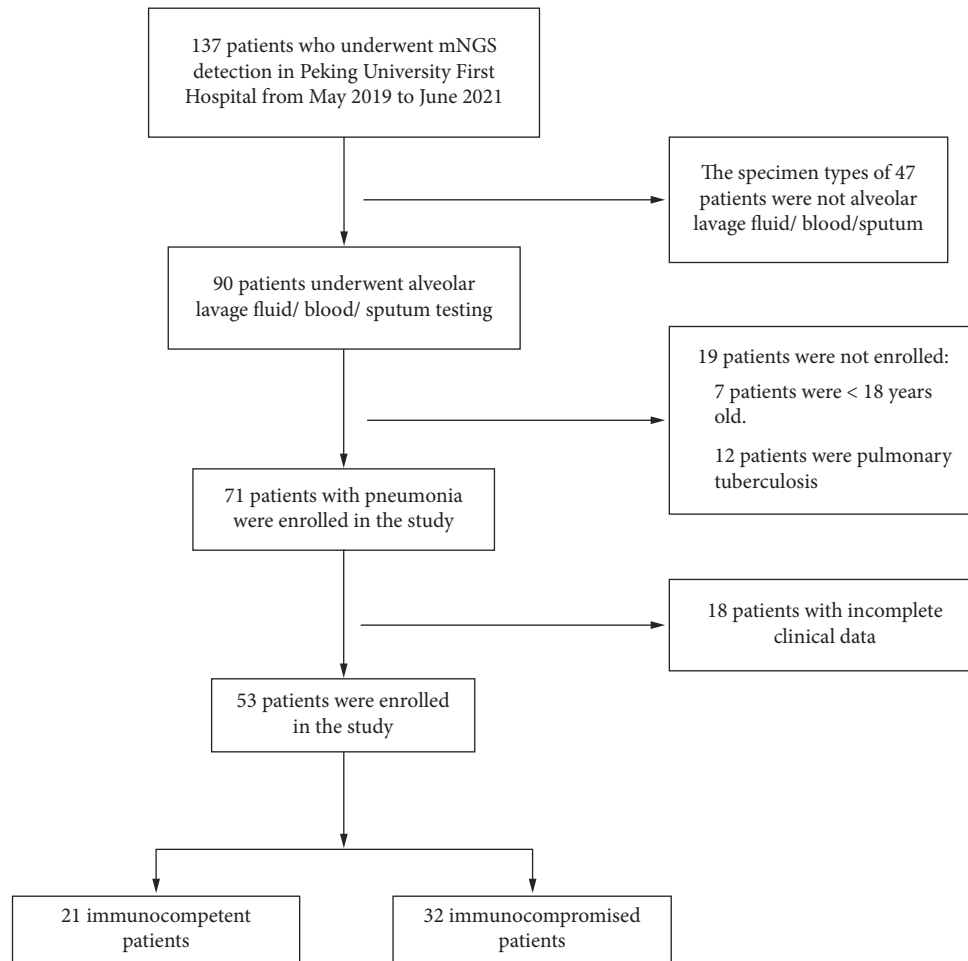 137 patients who underwent mNGS
detection in Peking University First
Hospital from May 2019 to June 2021
The specimen types of 47
patients were not alveolar
lavage fluid/ blood/sputum
90 patients underwent alveolar
lavage fluid/ blood/ sputum testing
19 patients were not enrolled:
7 patients were < 18 years
old.
12 patients were pulmonary
tuberculosis
71 patients with pneumonia
were enrolled in the study
18 patients with incomplete
clinical data
53 patients were enrolled
in the study
21 immunocompetent
patients
32 immunocompromised
patients